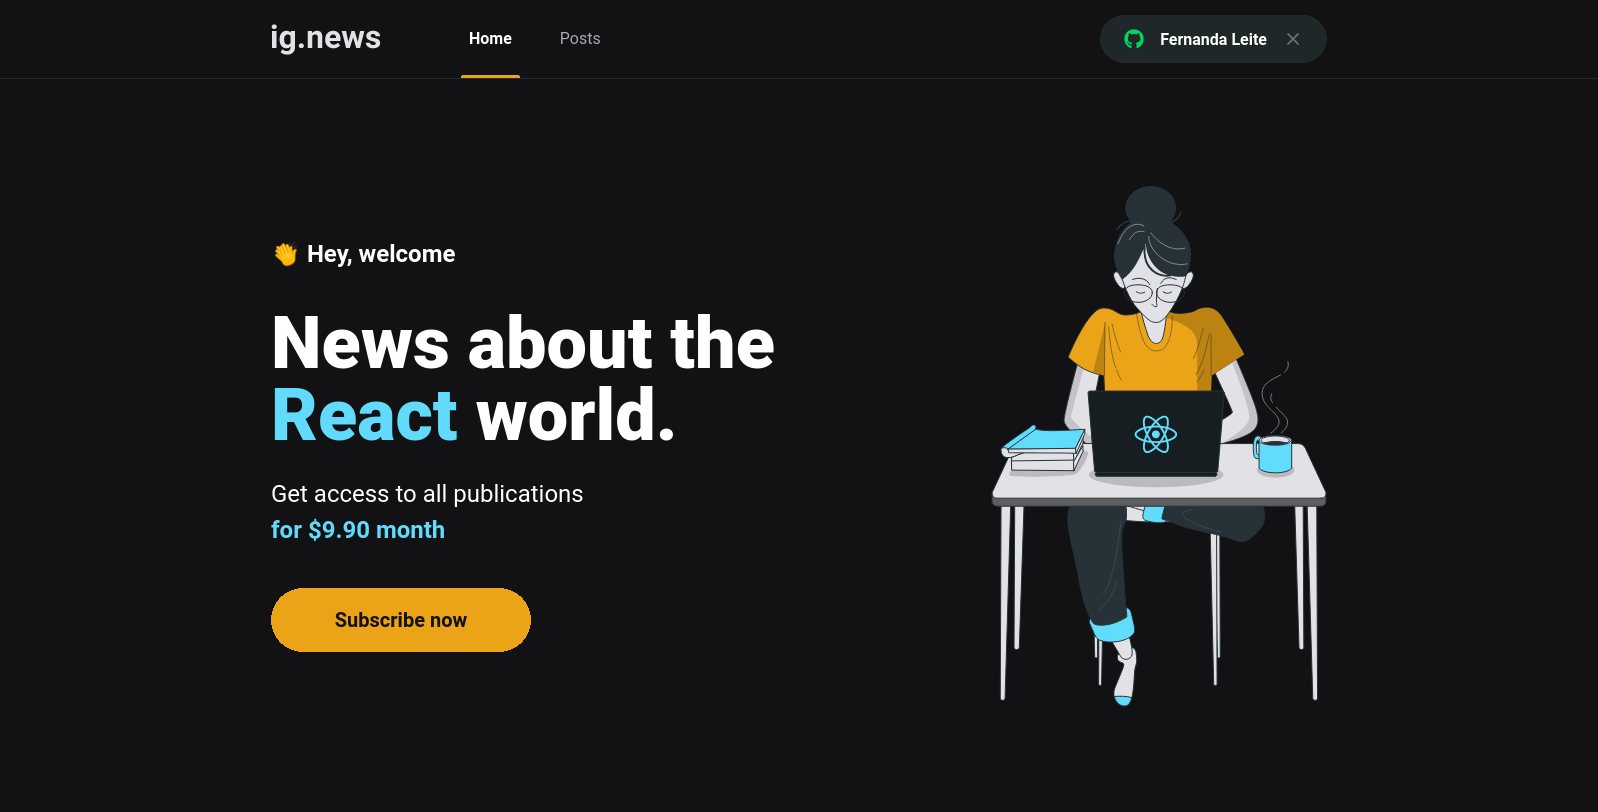 ig.news
Home
Posts
Fernanda Leite
👏 Hey, welcome
News about the
React world.
Get access to all publications
for $9.90 month
Subscribe now